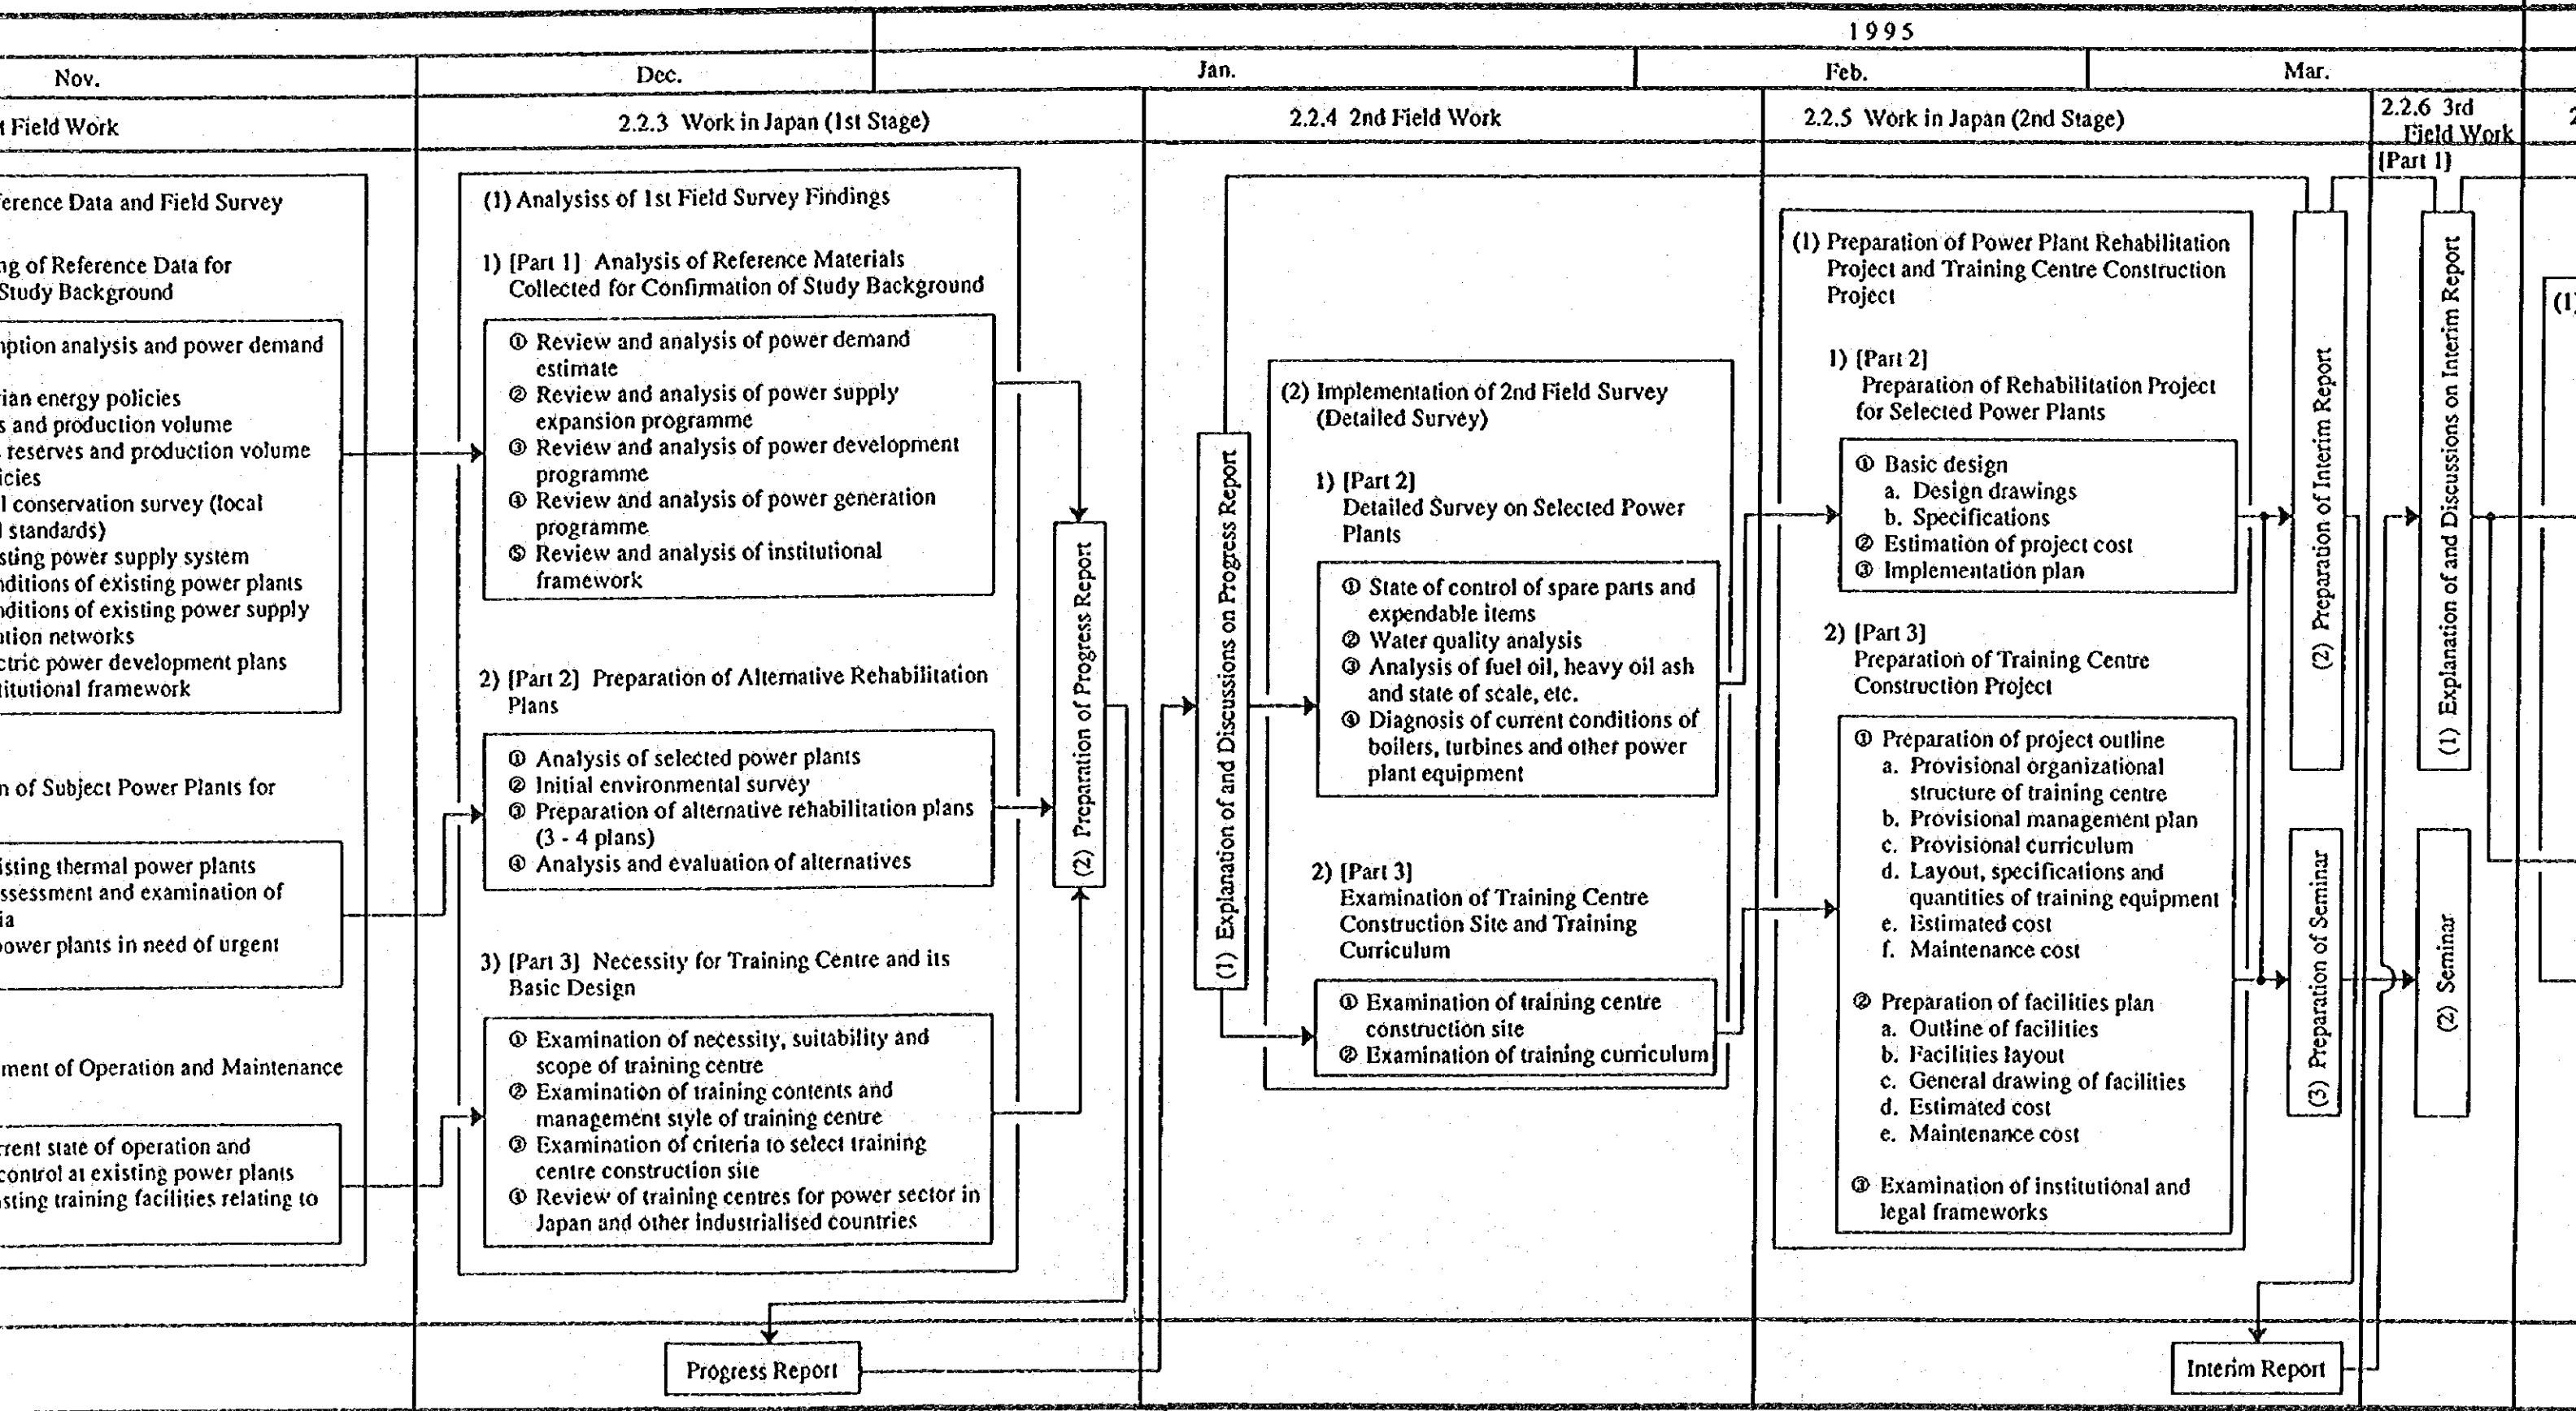 1995
Nov.
Dec.
Jan.
Feb.
Mar.
Field Work
2.2.3 Work in Japan (1st Stage)
2.2.4 2nd Field Work
2.2.5 Work in Japan (2nd Stage)
2.2.6 3rd
Field Work
[Part 1]
Data and Field Survey
of Reference Data for
Study Background
analysis and power demand
energy policies
and production volume
reserves and production volume
conservation survey (local
standards)
power supply system
of existing power plants
of existing power supply
networks
power development plans
framework
of Subject Power Plants for
thermal power plants
and examination of
power plants in need of urgent
of Operation and Maintenance
state of operation and
control at existing power plants
training facilities relating to
(1) Analysiss of 1st Field Survey Findings
1) [Part 1] Analysis of Reference Materials
Collected for Confirmation of Study Background
① Review and analysis of power demand
estimate
② Review and analysis of power supply
expansion programme
③ Review and analysis of power development
programme
④ Review and analysis of power generation
programme
⑤ Review and analysis of institutional
framework
2) [Part 2] Preparation of Alternative Rehabilitation
Plans
① Analysis of selected power plants
② Initial environmental survey
③ Preparation of alternative rehabilitation plans
(3 - 4 plans)
④ Analysis and evaluation of alternatives
3) [Part 3] Necessity for Training Centre and its
Basic Design
① Examination of necessity, suitability and
scope of training centre
② Examination of training contents and
management style of training centre
③ Examination of criteria to select training
centre construction site
④ Review of training centres for power sector in
Japan and other industrialised countries
(2) Preparation of Progress Report
Progress Report
(1) Explanation of and Discussions on Progress Report
(2) Implementation of 2nd Field Survey
(Detailed Survey)
1) [Part 2]
Detailed Survey on Selected Power
Plants
① State of control of spare parts and
expendable items
② Water quality analysis
③ Analysis of fuel oil, heavy oil ash
and state of scale, etc.
④ Diagnosis of current conditions of
boilers, turbines and other power
plant equipment
2) [Part 3]
Examination of Training Centre
Construction Site and Training
Curriculum
① Examination of training centre
construction site
② Examination of training curriculum
(1) Preparation of Power Plant Rehabilitation
Project and Training Centre Construction
Project
1) [Part 2]
Preparation of Rehabilitation Project
for Selected Power Plants
① Basic design
a. Design drawings
b. Specifications
② Estimation of project cost
③ Implementation plan
2) [Part 3]
Preparation of Training Centre
Construction Project
① Preparation of project outline
a. Provisional organizational
structure of training centre
b. Provisional management plan
c. Provisional curriculum
d. Layout, specifications and
quantities of training equipment
e. Estimated cost
f. Maintenance cost
② Preparation of facilities plan
a. Outline of facilities
b. Facilities layout
c. General drawing of facilities
d. Estimated cost
e. Maintenance cost
③ Examination of institutional and
legal frameworks
(2) Preparation of Interim Report
(3) Preparation of Seminar
Interim Report
(1) Explanation of and Discussions on Interim Report
(2) Seminar
(1)